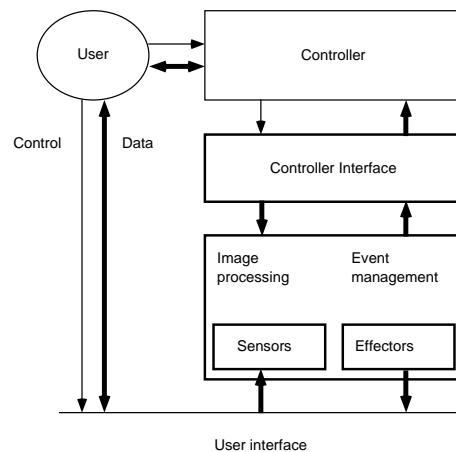 User
Controller
Control
Data
Controller Interface
Image
processing
Event
management
Sensors
Effectors
User interface